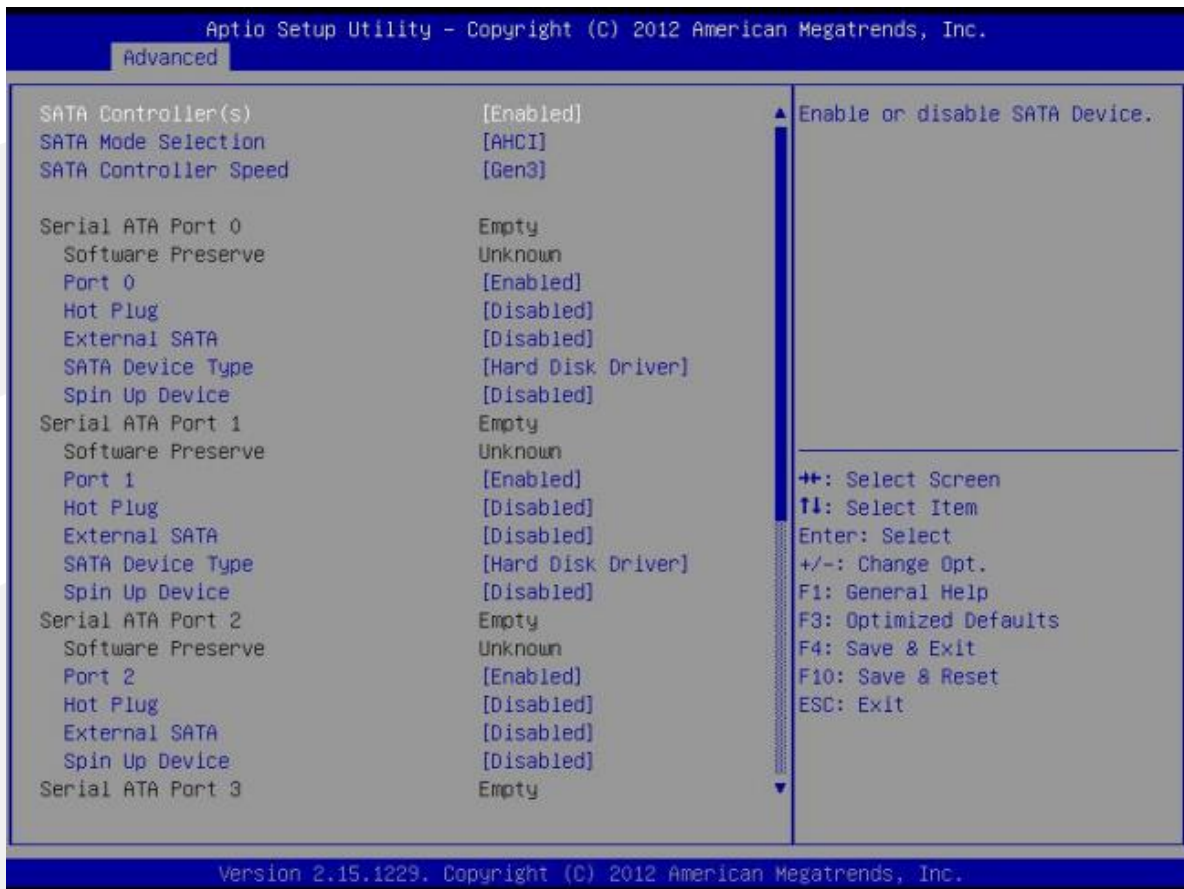 Aptio Setup Utility – Copyright (C) 2012 American Megatrends, Inc.
Advanced
SATA Controller(s) [Enabled]
SATA Mode Selection [AHCI]
SATA Controller Speed [Gen3]
Serial ATA Port 0 Empty
Software Preserve Unknown
Port 0 [Enabled]
Hot Plug [Disabled]
External SATA [Disabled]
SATA Device Type [Hard Disk Driver]
Spin Up Device [Disabled]
Serial ATA Port 1 Empty
Software Preserve Unknown
Port 1 [Enabled]
Hot Plug [Disabled]
External SATA [Disabled]
SATA Device Type [Hard Disk Driver]
Spin Up Device [Disabled]
Serial ATA Port 2 Empty
Software Preserve Unknown
Port 2 [Enabled]
Hot Plug [Disabled]
External SATA [Disabled]
Spin Up Device [Disabled]
Serial ATA Port 3 Empty
Enable or disable SATA Device.
→←: Select Screen
↑↓: Select Item
Enter: Select
+/-: Change Opt.
F1: General Help
F3: Optimized Defaults
F4: Save & Exit
F10: Save & Reset
ESC: Exit
Version 2.15.1229. Copyright (C) 2012 American Megatrends, Inc.